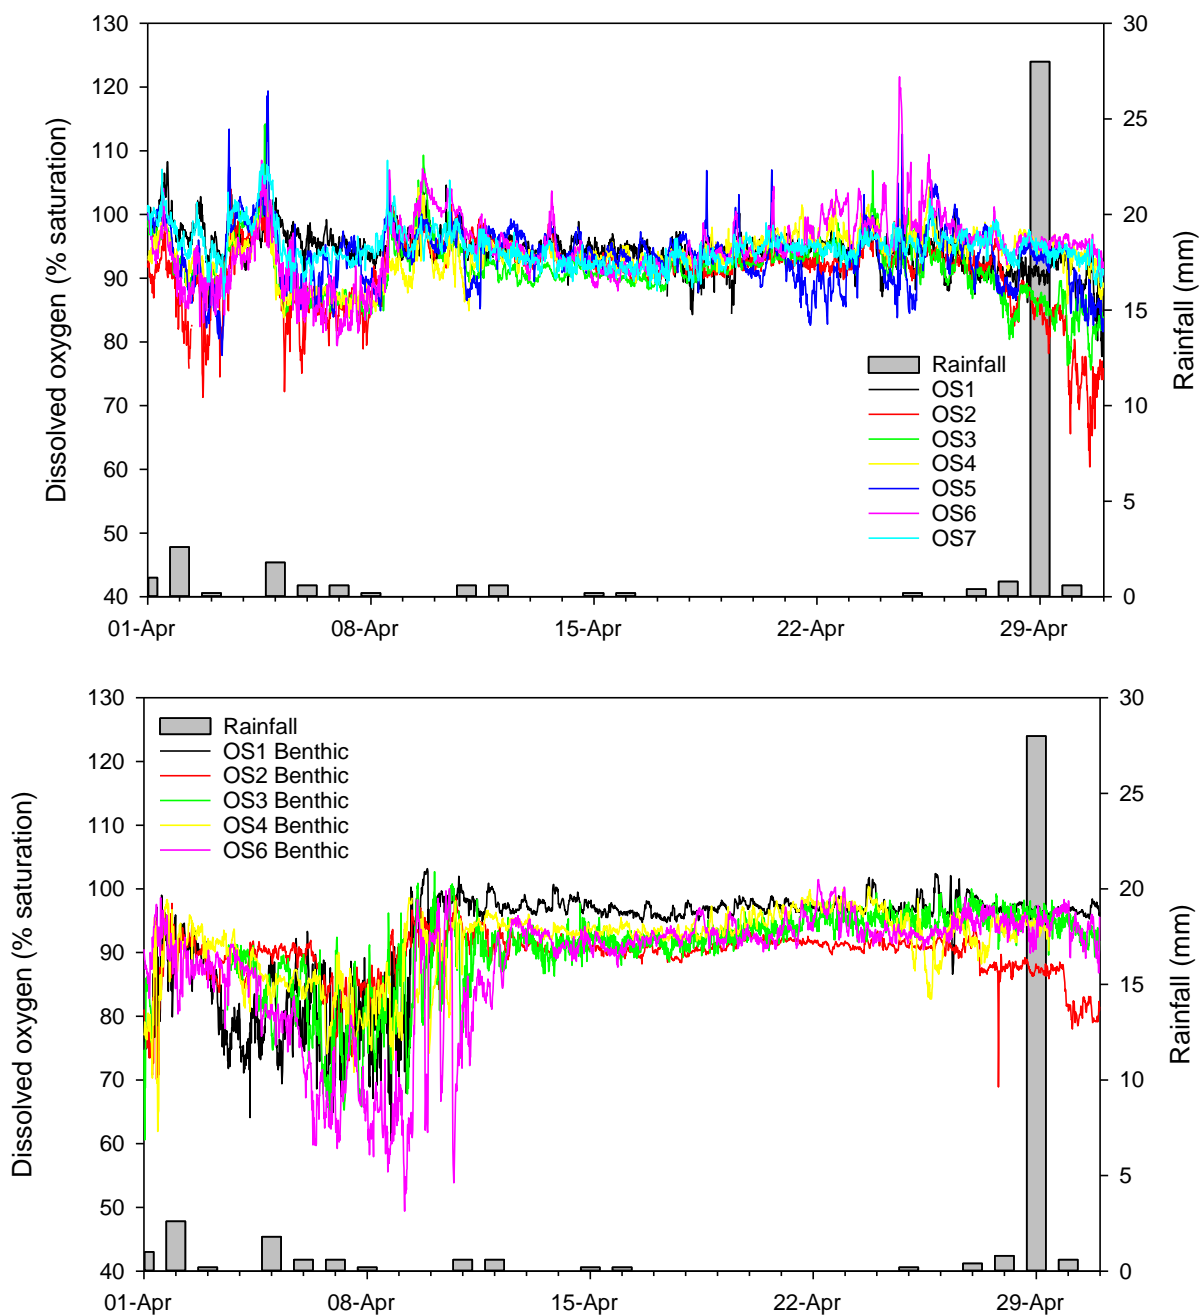 130
120
110
100
90
80
70
60
50
40
Dissolved oxygen (% saturation)
30
25
20
15
10
5
0
Rainfall (mm)
Rainfall
OS1
OS2
OS3
OS4
OS5
OS6
OS7
01-Apr 08-Apr 15-Apr 22-Apr 29-Apr
130
120
110
100
90
80
70
60
50
40
Dissolved oxygen (% saturation)
Rainfall
OS1 Benthic
OS2 Benthic
OS3 Benthic
OS4 Benthic
OS6 Benthic
30
25
20
15
10
5
0
Rainfall (mm)
01-Apr 08-Apr 15-Apr 22-Apr 29-Apr